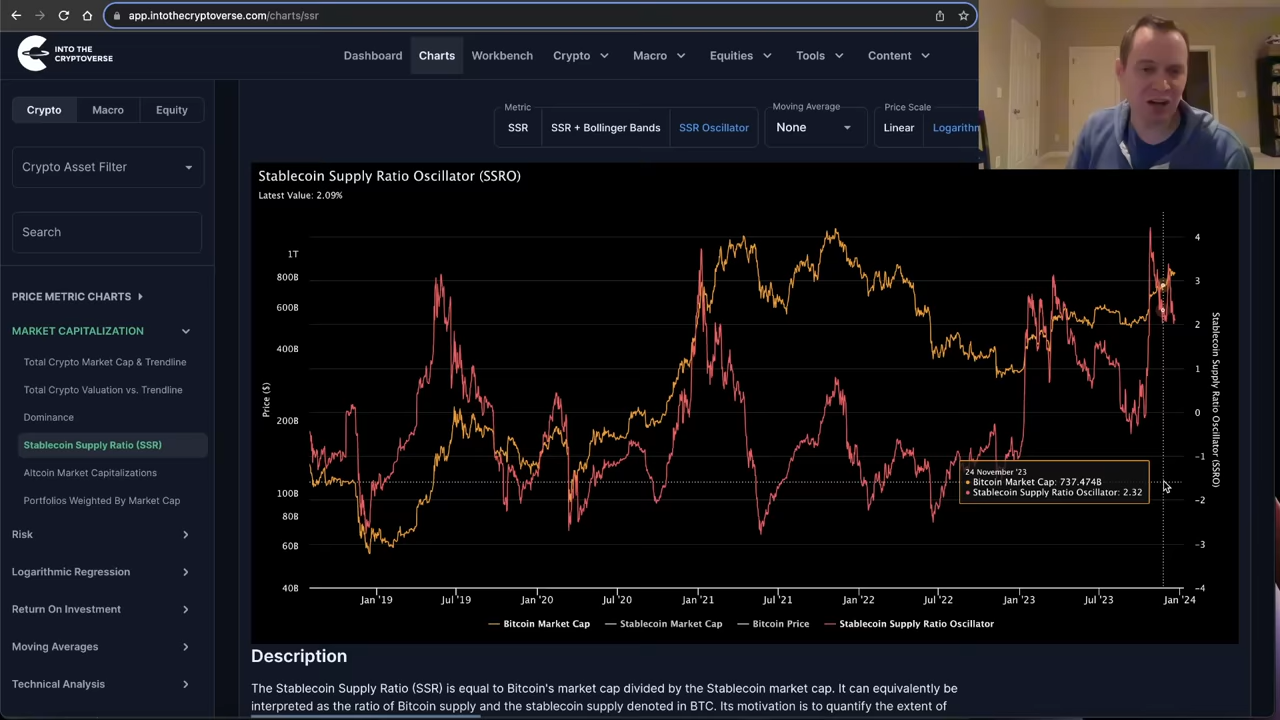 app.intothecryptoverse.com/charts/ssr
INTO THE
CRYPTOVERSE
Dashboard
Charts
Workbench
Crypto
Macro
Equities
Tools
Content
Crypto
Macro
Equity
Crypto Asset Filter
Search
PRICE METRIC CHARTS
MARKET CAPITALIZATION
Total Crypto Market Cap & Trendline
Total Crypto Valuation vs. Trendline
Dominance
Stablecoin Supply Ratio (SSR)
Altcoin Market Capitalizations
Portfolios Weighted By Market Cap
Risk
Logarithmic Regression
Return On Investment
Moving Averages
Technical Analysis
Metric
SSR
SSR + Bollinger Bands
SSR Oscillator
Moving Average
None
Price Scale
Linear
Logarithm
Stablecoin Supply Ratio Oscillator (SSRO)
Latest Value: 2.09%
1T
800B
600B
400B
200B
100B
80B
60B
40B
Price ($)
4
3
2
1
0
-1
-2
-3
-4
Stablecoin Supply Ratio Oscillator (SSRO)
24 November '23
Bitcoin Market Cap: 737.474B
Stablecoin Supply Ratio Oscillator: 2.32
Jan '19
Jul '19
Jan '20
Jul '20
Jan '21
Jul '21
Jan '22
Jul '22
Jan '23
Jul '23
Jan '24
Bitcoin Market Cap
Stablecoin Market Cap
Bitcoin Price
Stablecoin Supply Ratio Oscillator
Description
The Stablecoin Supply Ratio (SSR) is equal to Bitcoin's market cap divided by the Stablecoin market cap. It can equivalently be
interpreted as the ratio of Bitcoin supply and the stablecoin supply denoted in BTC. Its motivation is to quantify the extent of